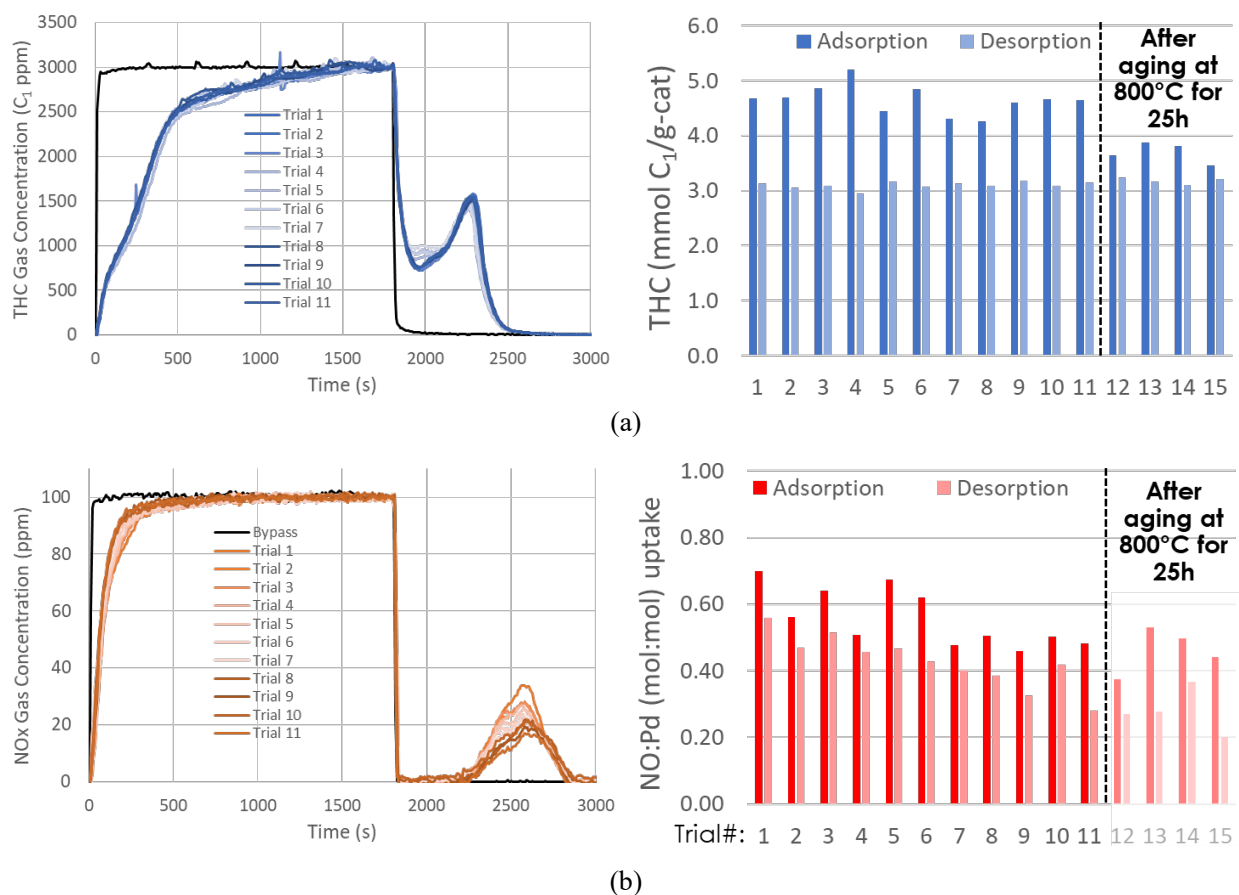 THC Gas Concentration (C₁ ppm)
3500
3000
2500
2000
1500
1000
500
0
Trial 1
Trial 2
Trial 3
Trial 4
Trial 5
Trial 6
Trial 7
Trial 8
Trial 9
Trial 10
Trial 11
0 500 1000 1500 2000 2500 3000
Time (s)
THC (mmol C₁/g-cat)
6.0
5.0
4.0
3.0
2.0
1.0
0.0
Adsorption Desorption
After
aging at
800°C for
25h
1 2 3 4 5 6 7 8 9 10 11 12 13 14 15
(a)
NOx Gas Concentration (ppm)
100
80
60
40
20
0
Bypass
Trial 1
Trial 2
Trial 3
Trial 4
Trial 5
Trial 6
Trial 7
Trial 8
Trial 9
Trial 10
Trial 11
0 500 1000 1500 2000 2500 3000
Time (s)
NO:Pd (mol:mol) uptake
1.00
0.80
0.60
0.40
0.20
0.00
Adsorption Desorption
After
aging at
800°C for
25h
Trial#: 1 2 3 4 5 6 7 8 9 10 11 12 13 14 15
(b)